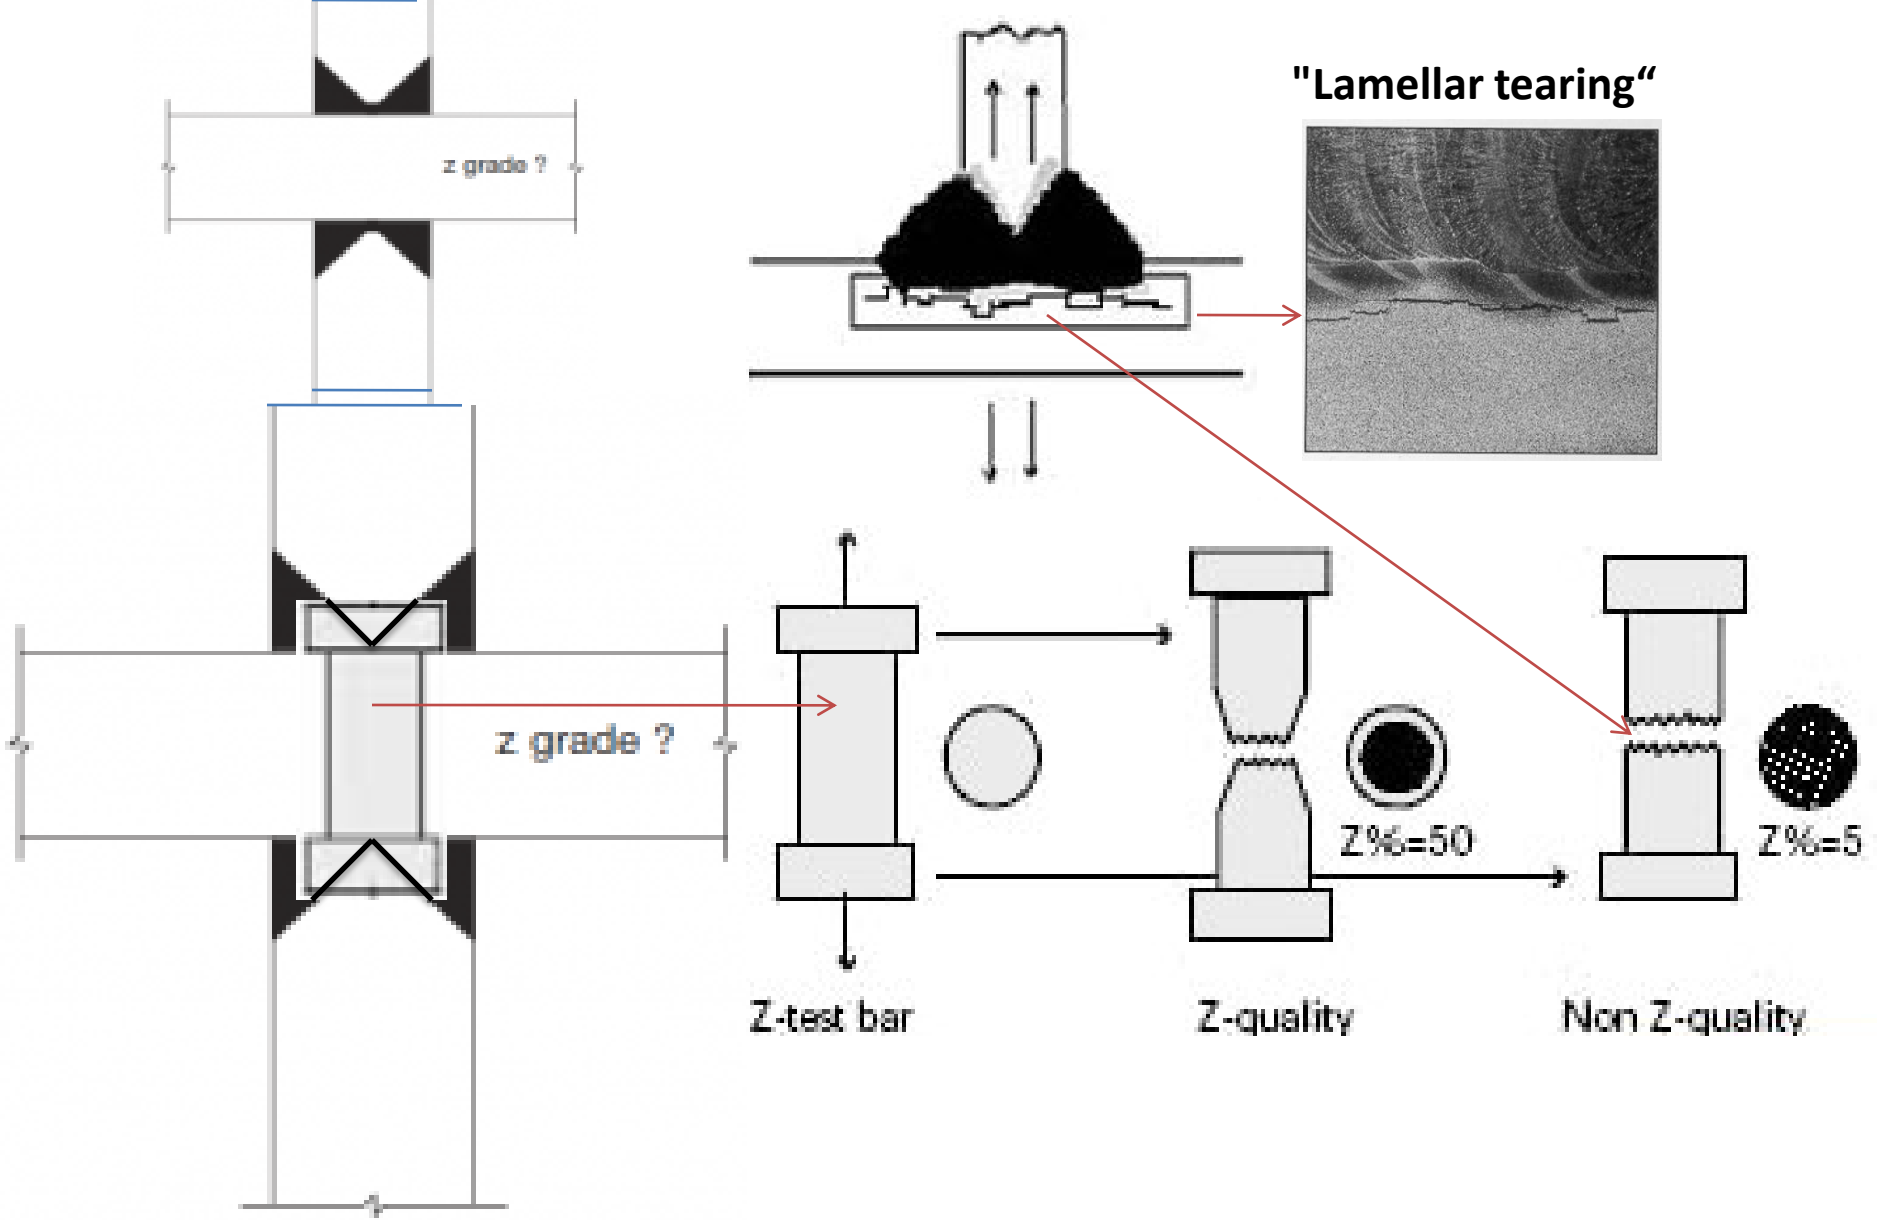 "Lamellar tearing“
z grade ?
z grade ?
Z%=50
Z%=5
Z-test bar
Z-quality
Non Z-quality